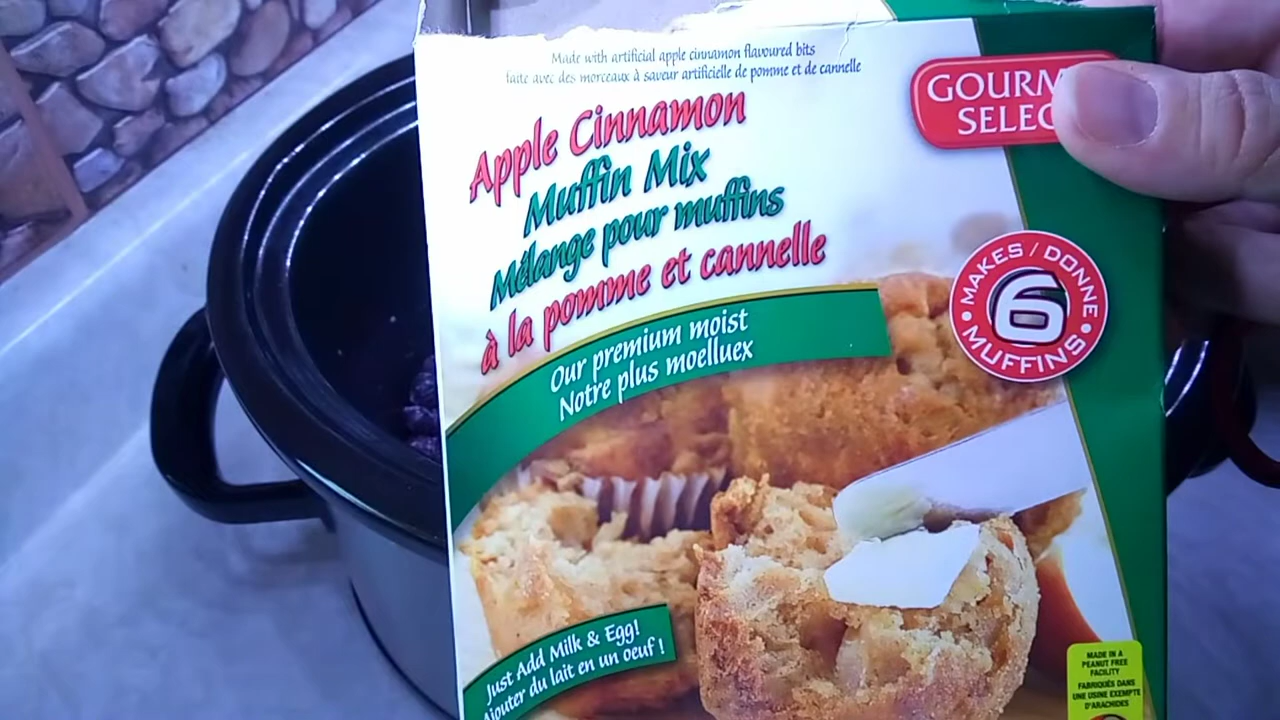 Made with artificial apple cinnamon flavoured bits
faite avec des morceaux à saveur artificielle de pomme et de cannelle
Apple Cinnamon
Muffin Mix
Mélange pour muffins
à la pomme et cannelle
Our premium moist
Notre plus moelluex
MAKES / DONNE
6
MUFFINS
Just Add Milk & Egg!
Ajouter du lait en un oeuf !
MADE IN A
PEANUT FREE
FACILITY
FABRIQUÉS DANS
UNE USINE EXEMPTE
D'ARACHIDES